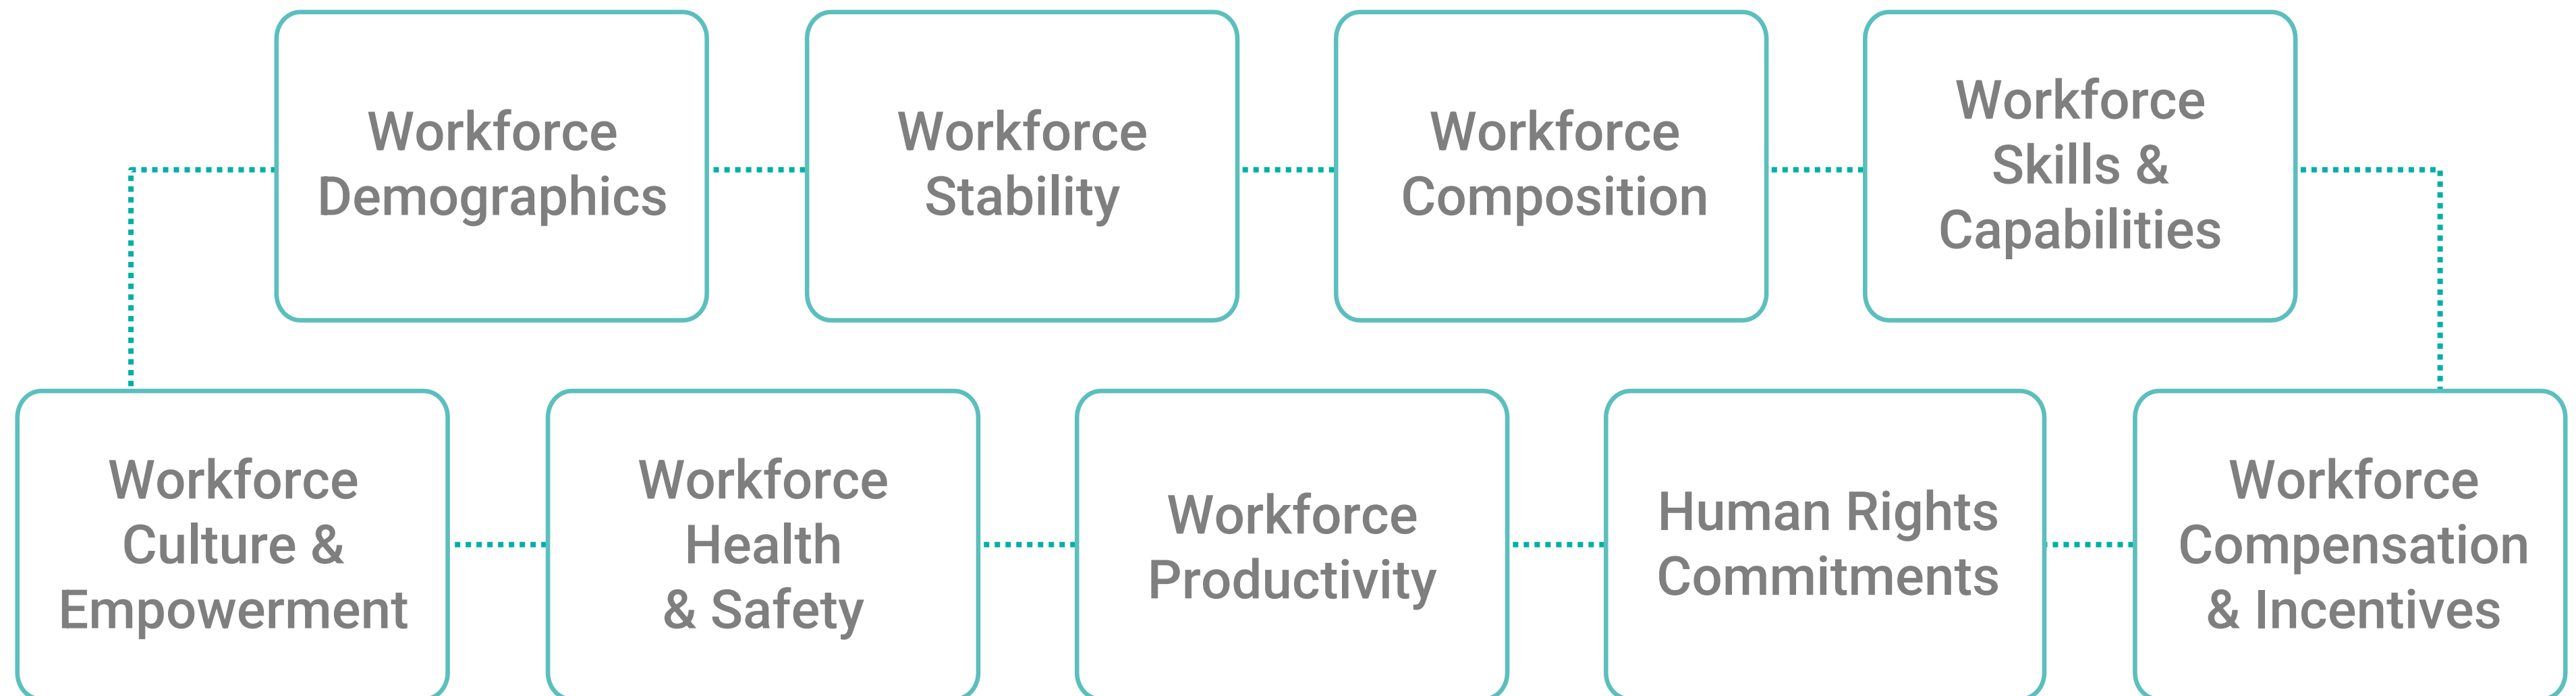 Workforce
Demographics
Workforce
Stability
Workforce
Composition
Workforce
Skills &
Capabilities
Workforce
Culture &
Empowerment
Workforce
Health
& Safety
Workforce
Productivity
Human Rights
Commitments
Workforce
Compensation
& Incentives